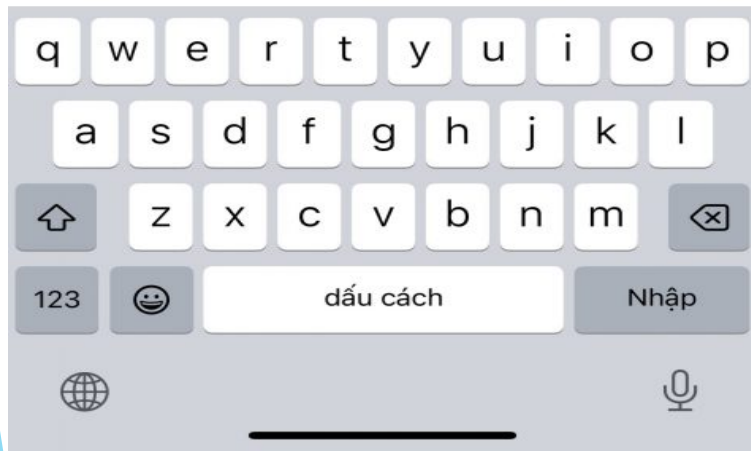 q w e r t y u i o p
a s d f g h j k l
z x c v b n m
123 dấu cách Nhập